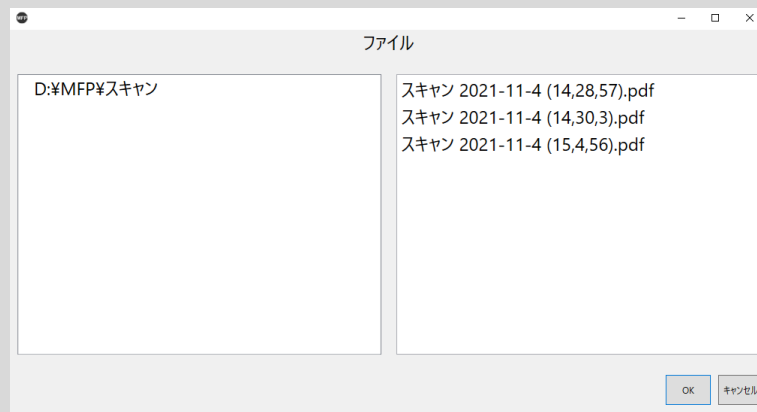 MFP
ファイル
D:¥MFP¥スキャン
スキャン 2021-11-4 (14,28,57).pdf
スキャン 2021-11-4 (14,30,3).pdf
スキャン 2021-11-4 (15,4,56).pdf
OK
キャンセル